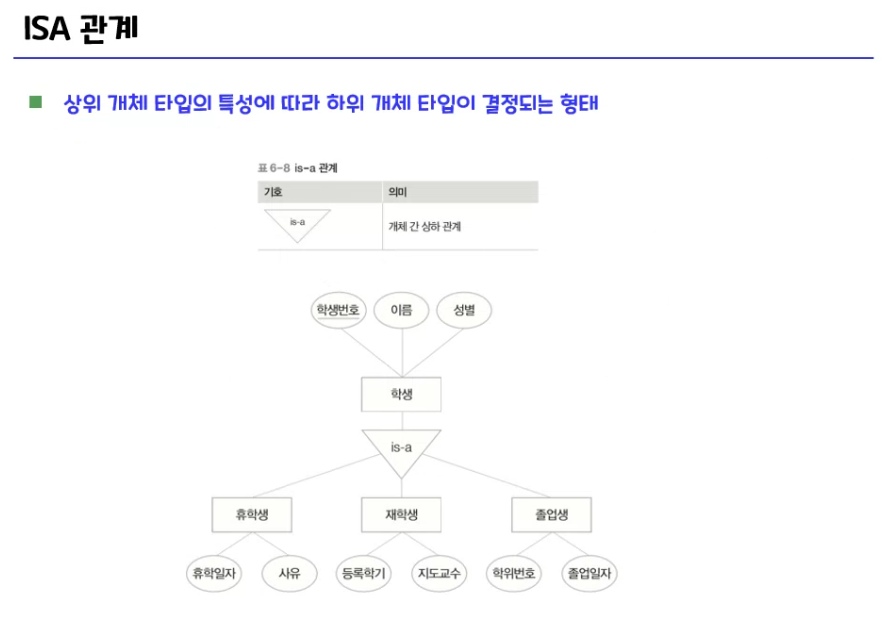 ISA 관계
상위 개체 타입의 특성에 따라 하위 개체 타입이 결정되는 형태
표 6-8 is-a 관계
기호 의미
is-a 개체 간 상하 관계
학생번호 이름 성별
학생
is-a
휴학생 재학생 졸업생
휴학일자 사유 등록학기 지도교수 학위번호 졸업일자